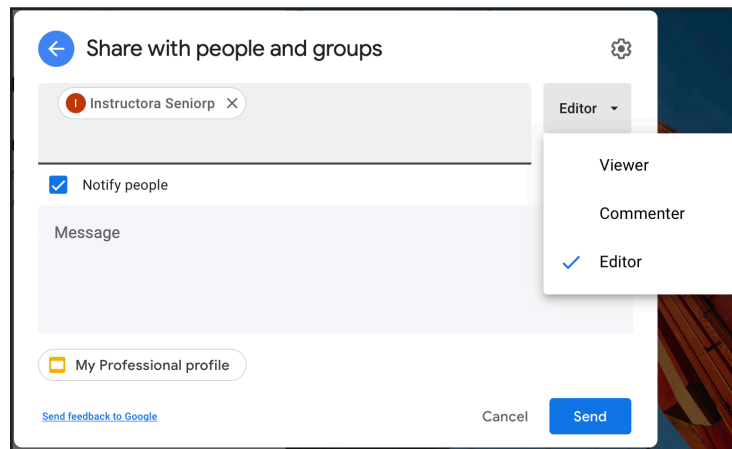 Share with people and groups
I Instructora Seniorp
Editor
Viewer
Notify people
Commenter
Message
Editor
My Professional profile
Send feedback to Google
Cancel
Send